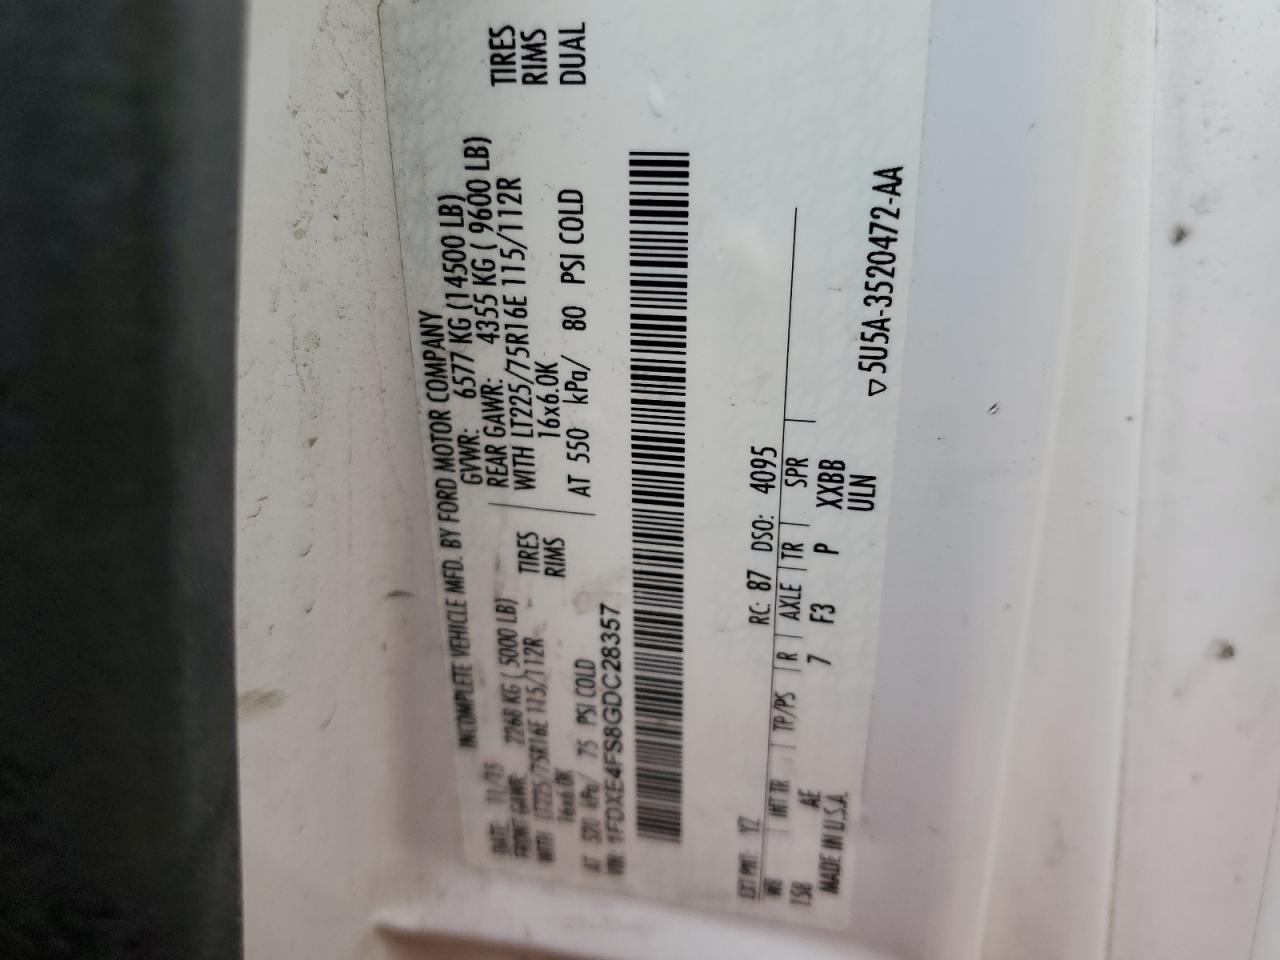 INCOMPLETE VEHICLE MFD. BY FORD MOTOR COMPANY
DATE: 11/15 GVWR: 6577 KG (14500 LB)
FRONT GAWR: 2268 KG ( 5000 LB) REAR GAWR: 4355 KG ( 9600 LB)
WITH LT225/75R16E 115/112R TIRES WITH LT225/75R16E 115/112R TIRES
16x6.0K RIMS 16x6.0K RIMS
AT 520 kPa/ 75 PSI COLD AT 550 kPa/ 80 PSI COLD DUAL
VIN: 1FDXE4FS8GDC28357
EXT PNT: YZ RC: 87 DSO: 4095
WB INT TR TP/PS R AXLE TR SPR
158 AE 7 F3 P XXBB
MADE IN U.S.A. ULN
▽5U5A-3520472-AA